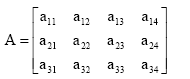 A = [ a₁₁ a₁₂ a₁₃ a₁₄
a₂₁ a₂₂ a₂₃ a₂₄
a₃₁ a₃₂ a₃₃ a₃₄ ]